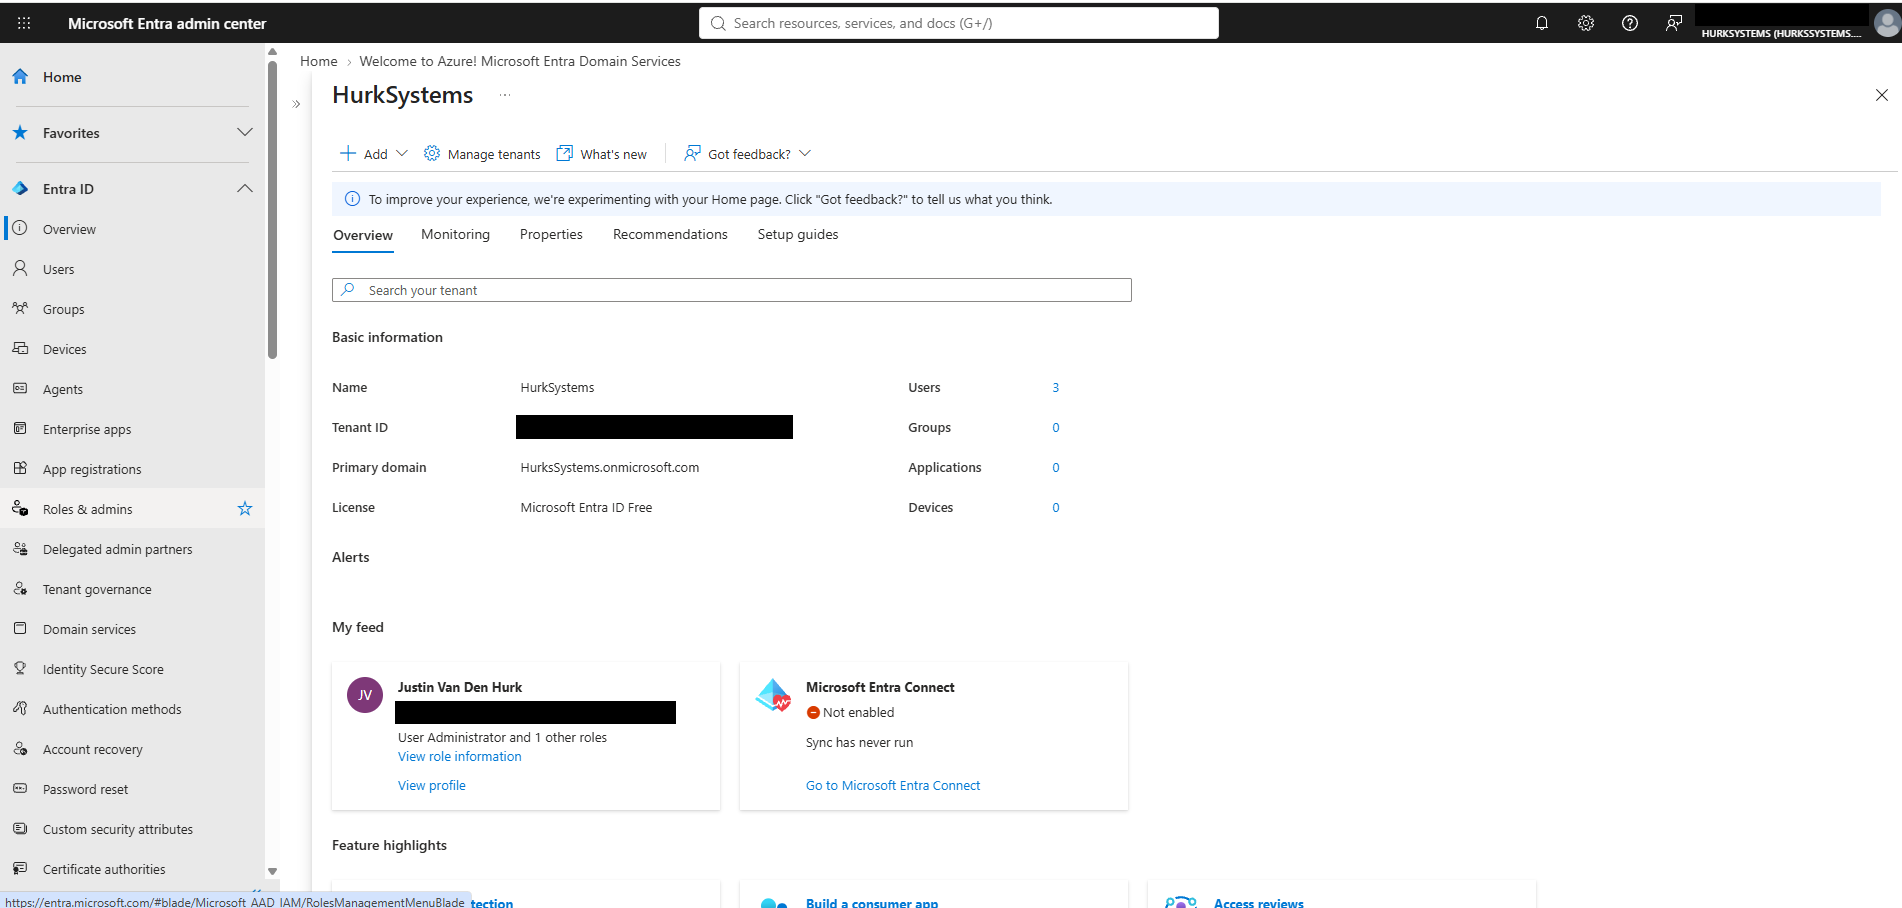 Microsoft Entra admin center
Search resources, services, and docs (G+/)
HURKSYSTEMS (HURKSSYSTEMS....
Home
Favorites
Entra ID
Overview
Users
Groups
Devices
Agents
Enterprise apps
App registrations
Roles & admins
Delegated admin partners
Tenant governance
Domain services
Identity Secure Score
Authentication methods
Account recovery
Password reset
Custom security attributes
Certificate authorities
https://entra.microsoft.com/#blade/Microsoft_AAD_IAM/RolesManagementMenuBlade
Home > Welcome to Azure! Microsoft Entra Domain Services
HurkSystems ...
Add
Manage tenants
What's new
Got feedback?
To improve your experience, we're experimenting with your Home page. Click "Got feedback?" to tell us what you think.
Overview
Monitoring
Properties
Recommendations
Setup guides
Search your tenant
Basic information
Name HurkSystems Users 3
Tenant ID Groups 0
Primary domain HurksSystems.onmicrosoft.com Applications 0
License Microsoft Entra ID Free Devices 0
Alerts
My feed
JV
Justin Van Den Hurk
User Administrator and 1 other roles
View role information
View profile
Microsoft Entra Connect
Not enabled
Sync has never run
Go to Microsoft Entra Connect
Feature highlights
Build a consumer app
Access reviews